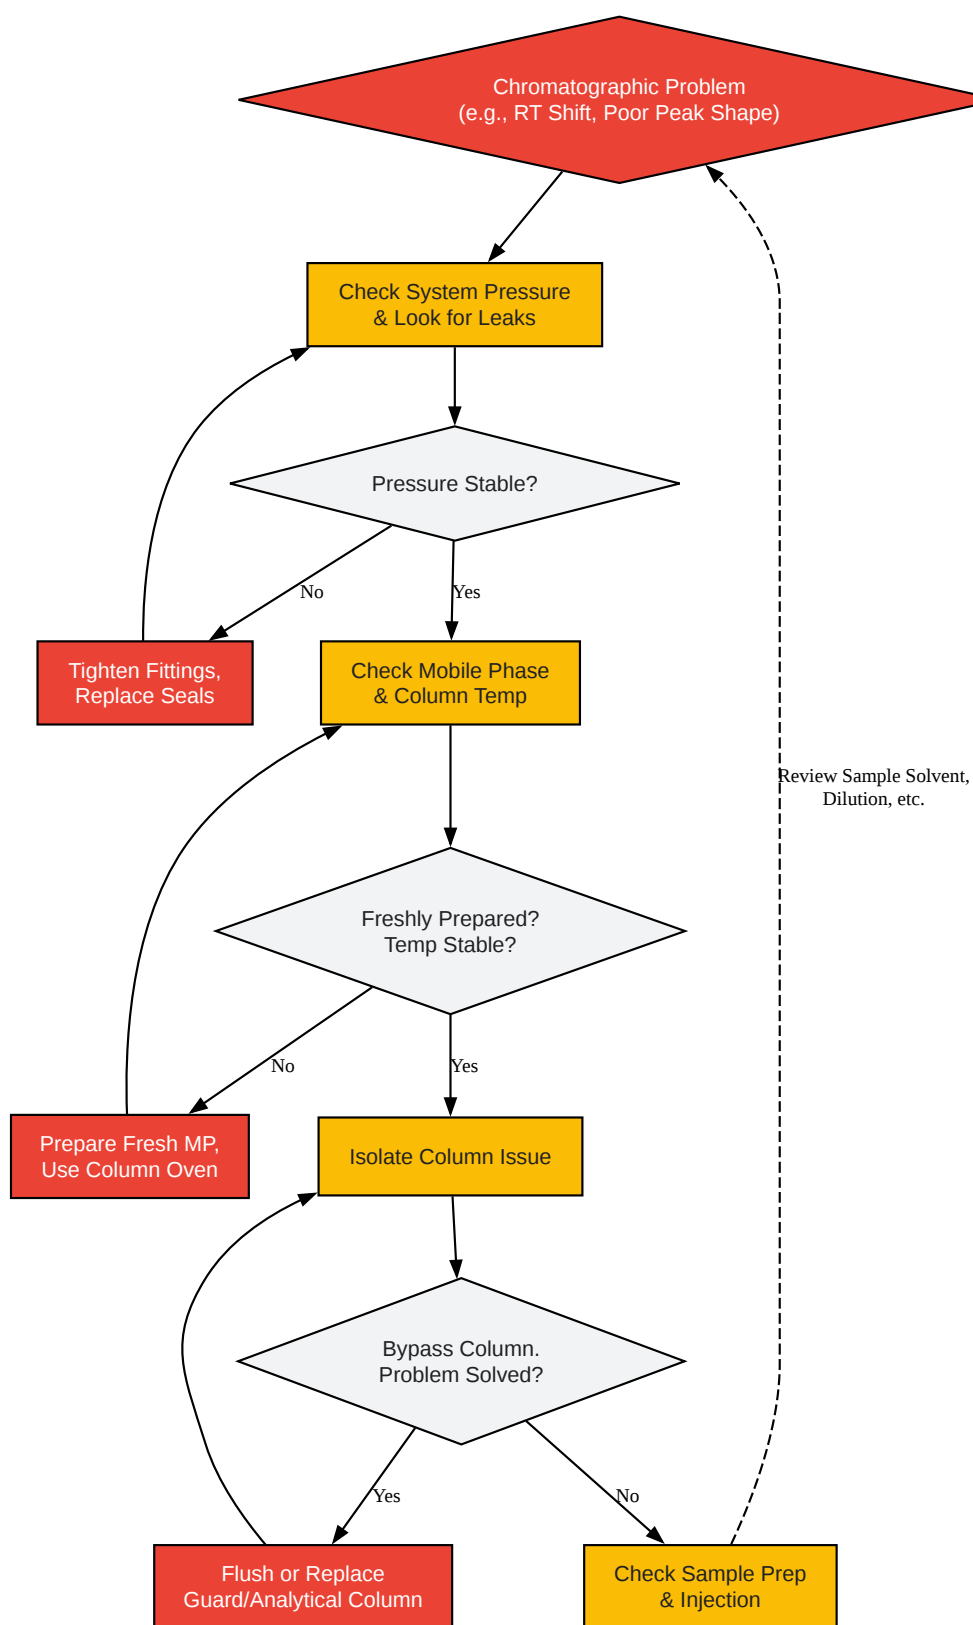 Chromatographic Problem
(e.g., RT Shift, Poor Peak Shape)
Check System Pressure
& Look for Leaks
Pressure Stable?
No
Yes
Tighten Fittings,
Replace Seals
Check Mobile Phase
& Column Temp
Review Sample Solvent,
Dilution, etc.
Freshly Prepared?
Temp Stable?
No
Yes
Prepare Fresh MP,
Use Column Oven
Isolate Column Issue
Bypass Column.
Problem Solved?
Yes
No
Flush or Replace
Guard/Analytical Column
Check Sample Prep
& Injection